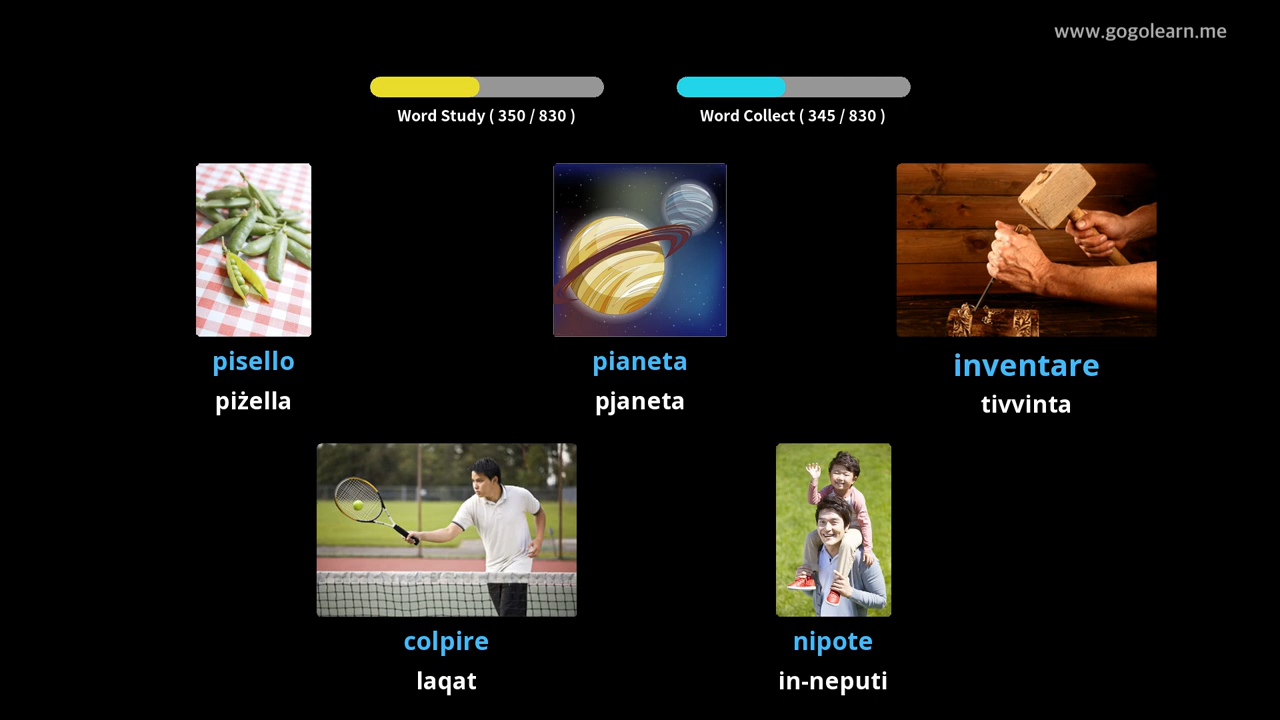 www.gogolearn.me
Word Study ( 350 / 830 )
Word Collect ( 345 / 830 )
pisello
piżella
pianeta
pjaneta
inventare
tivvinta
colpire
laqat
nipote
in-neputi